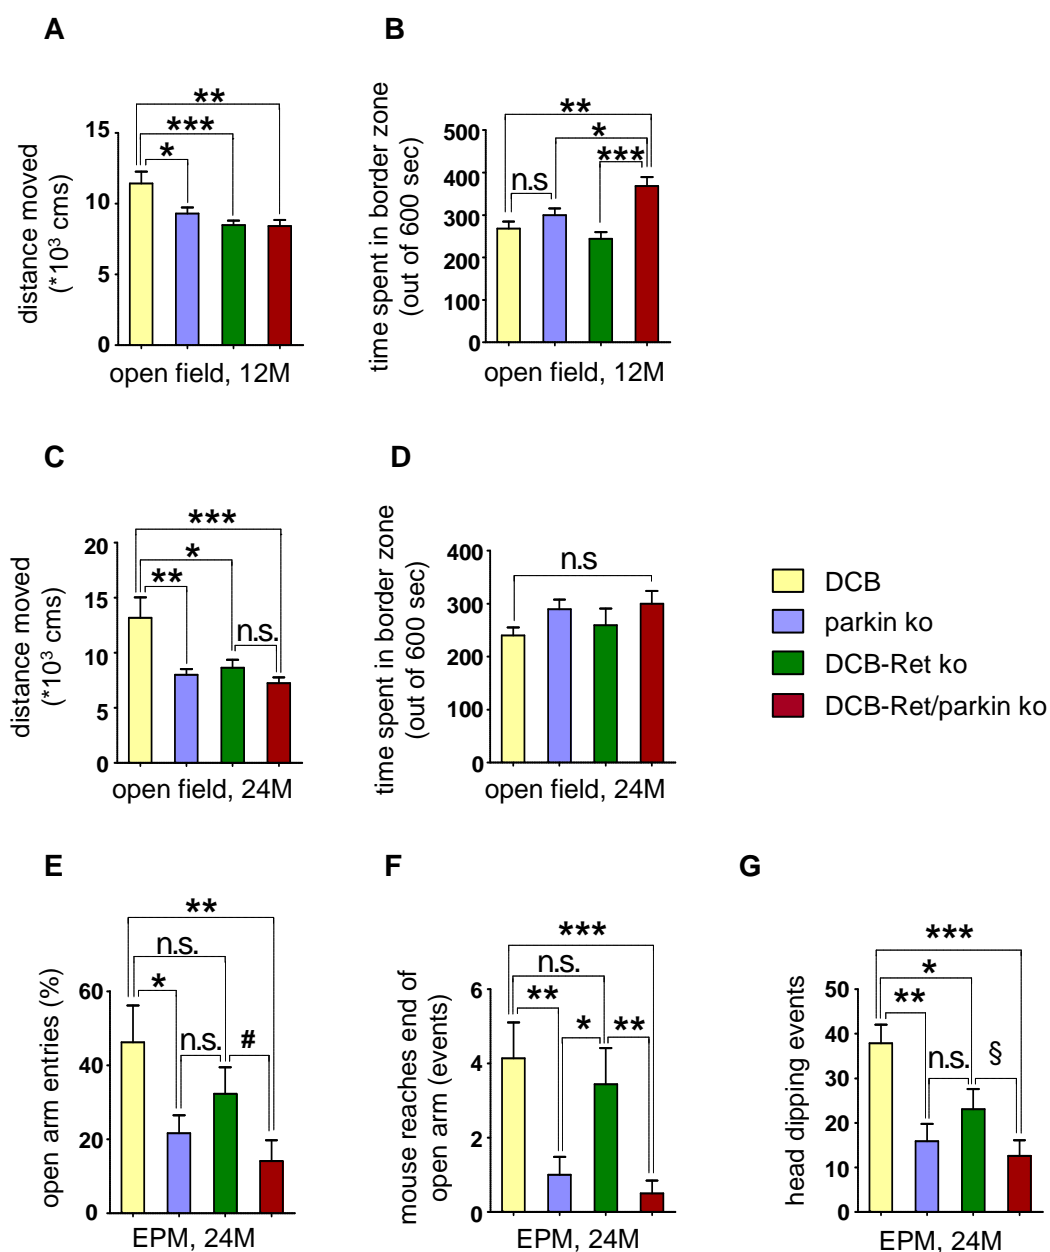 A
distance moved
(*10³ cms)
15
10
5
0
**
***
*
open field, 12M
B
time spent in border zone
(out of 600 sec)
500
400
300
200
100
0
**
*
***
n.s
open field, 12M
C
distance moved
(*10³ cms)
20
15
10
5
0
***
*
**
n.s.
open field, 24M
D
time spent in border zone
(out of 600 sec)
400
300
200
100
0
n.s
open field, 24M
DCB
parkin ko
DCB-Ret ko
DCB-Ret/parkin ko
E
open arm entries (%)
60
40
20
0
**
n.s.
*
n.s.
#
EPM, 24M
F
mouse reaches end of
open arm (events)
6
4
2
0
***
n.s.
**
*
**
EPM, 24M
G
head dipping events
50
40
30
20
10
0
***
*
**
n.s.
§
EPM, 24M